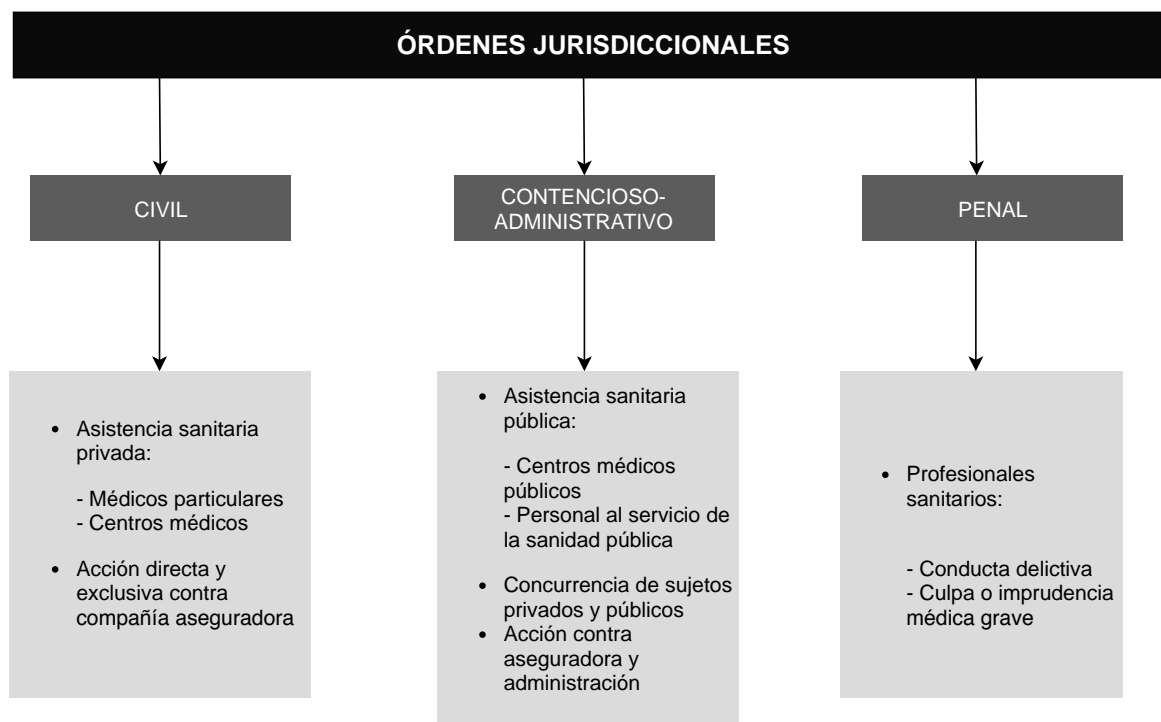 ÓRDENES JURISDICCIONALES
CIVIL
CONTENCIOSO-
ADMINISTRATIVO
PENAL
• Asistencia sanitaria
privada:
- Médicos particulares
- Centros médicos
• Acción directa y
exclusiva contra
compañía aseguradora
• Asistencia sanitaria
pública:
- Centros médicos
públicos
- Personal al servicio de
la sanidad pública
• Concurrencia de sujetos
privados y públicos
• Acción contra
aseguradora y
administración
• Profesionales
sanitarios:
- Conducta delictiva
- Culpa o imprudencia
médica grave